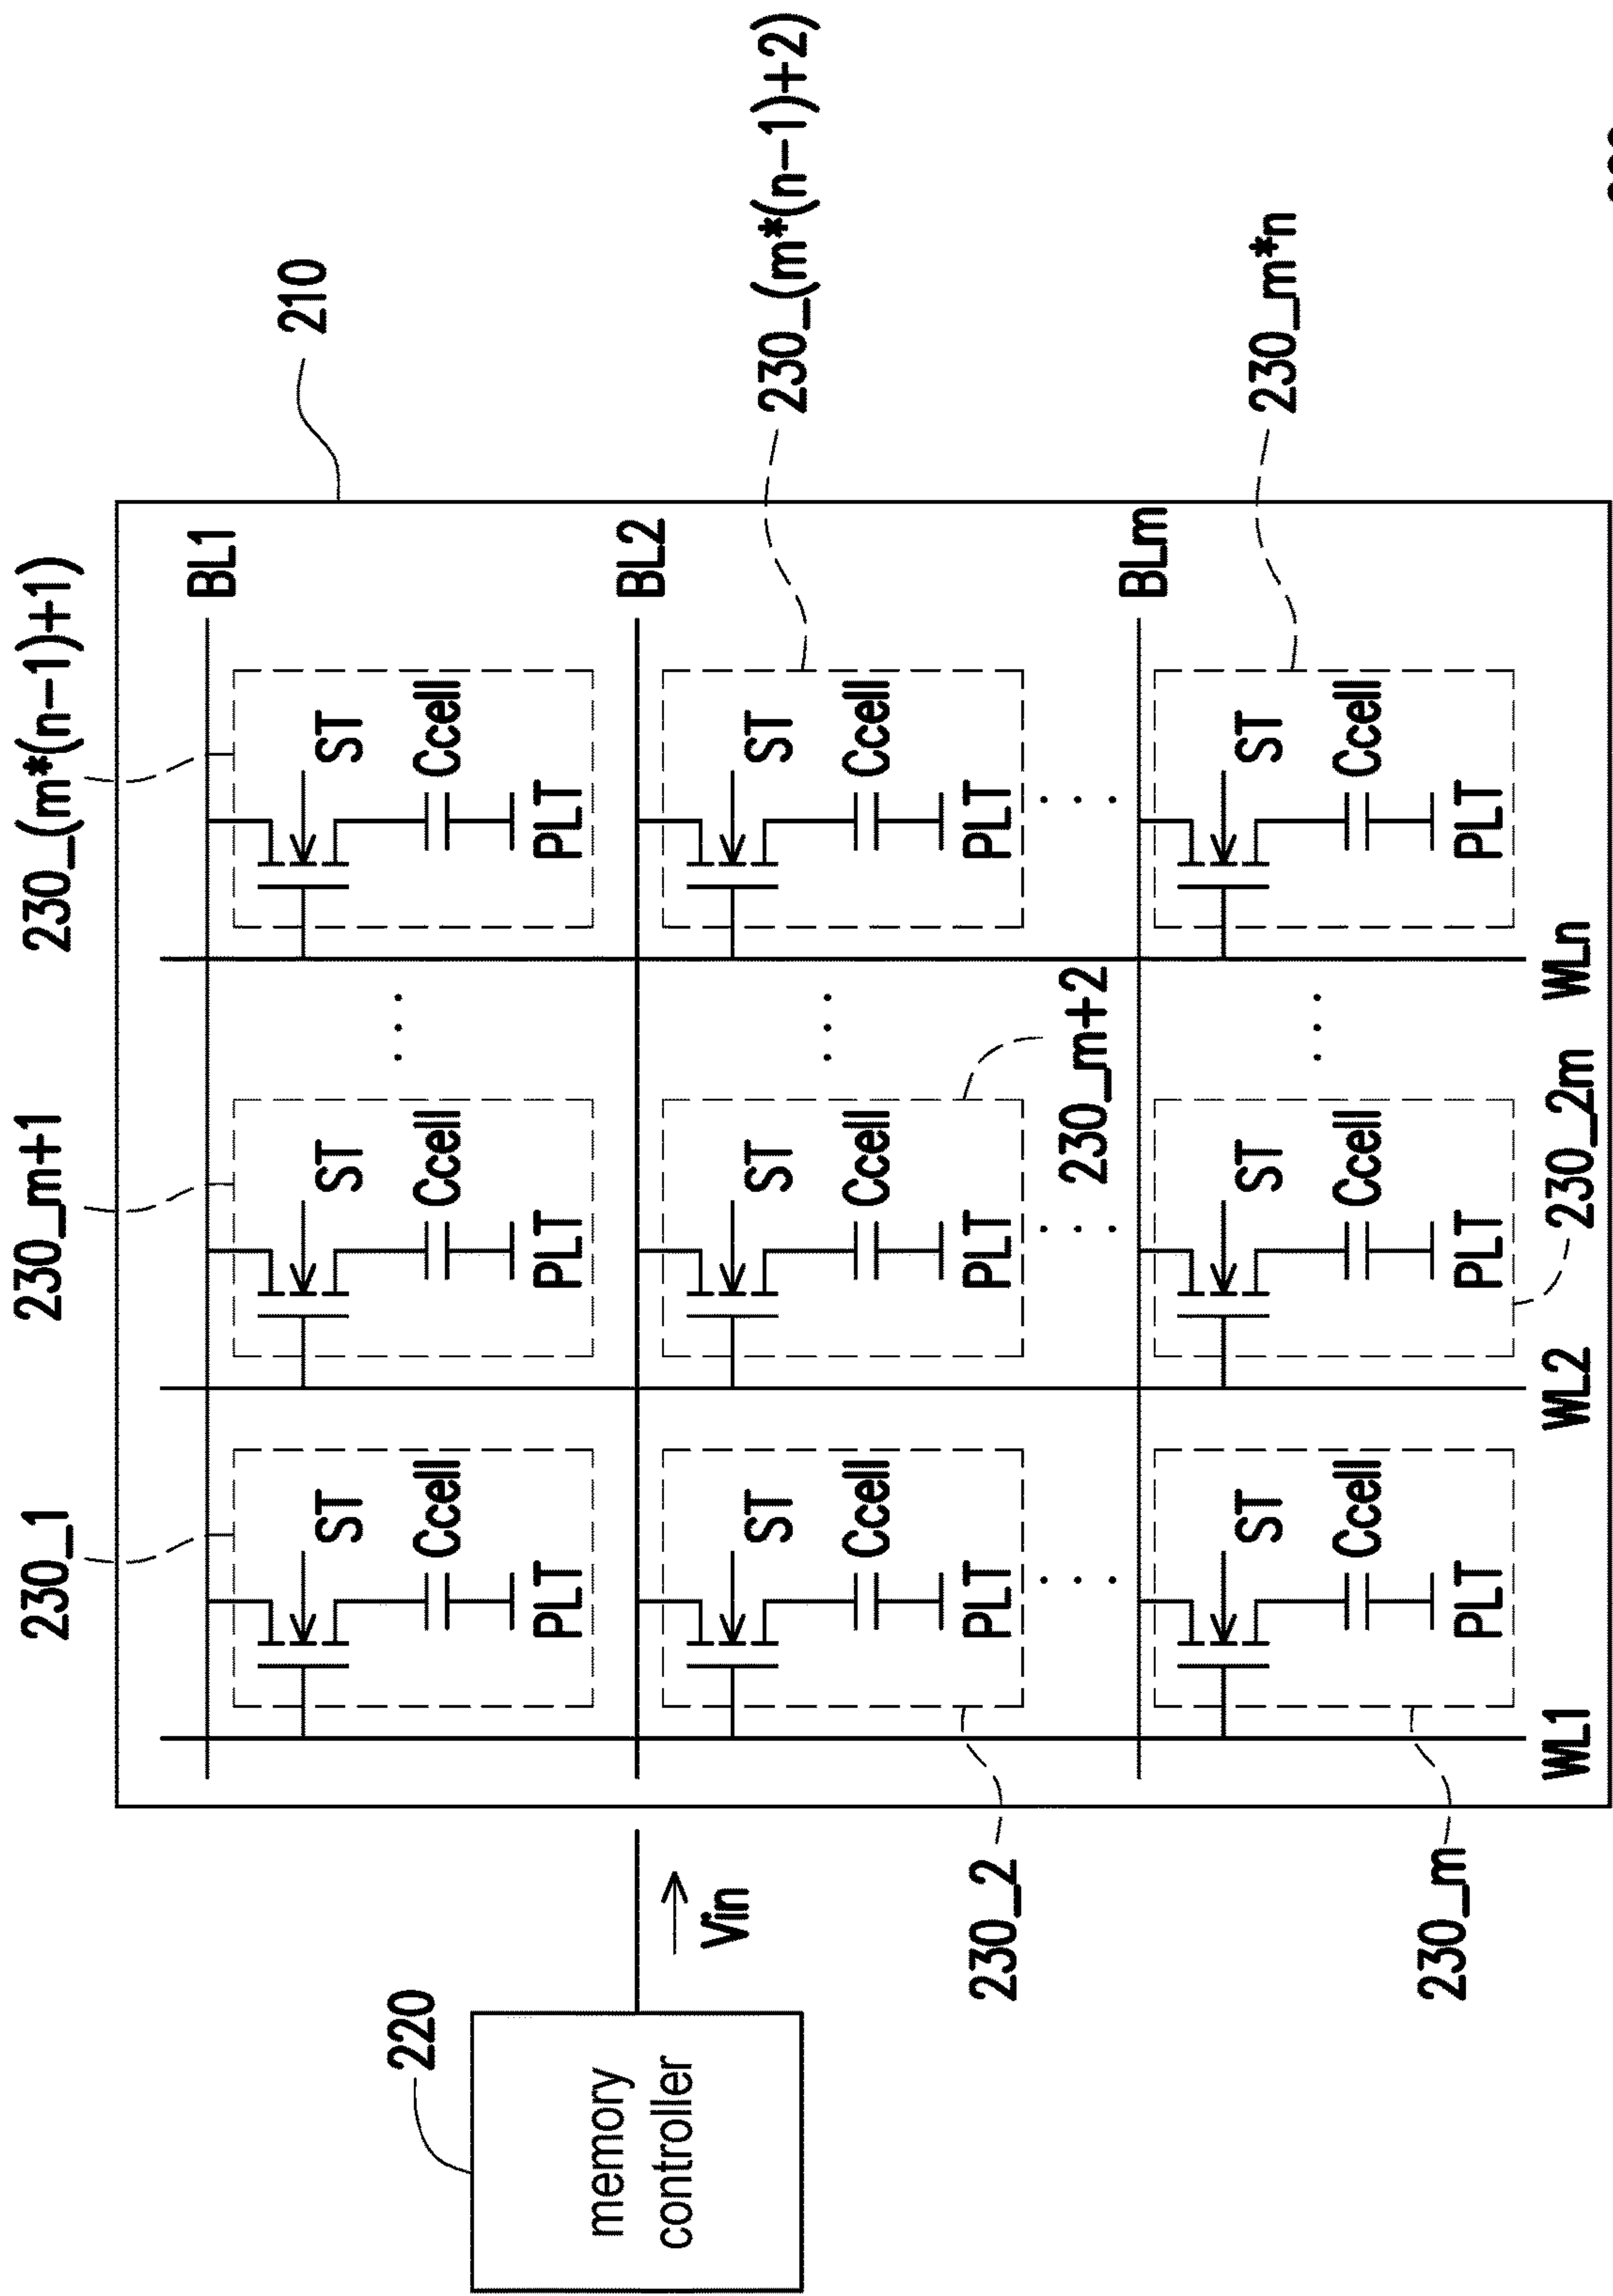 230_1
230_m+1
230_(m*(n−1)+1)
210
BL1
ST
ST
ST
Ccell
Ccell
Ccell
PLT
PLT
PLT
220
memory
controller
Vin
BL2
ST
ST
ST
230_(m*(n−1)+2)
Ccell
Ccell
Ccell
PLT
PLT
PLT
230_2
230_m+2
BLm
ST
ST
ST
230_m*n
Ccell
Ccell
Ccell
PLT
PLT
PLT
230_m
WL1
WL2
230_2m
WLn